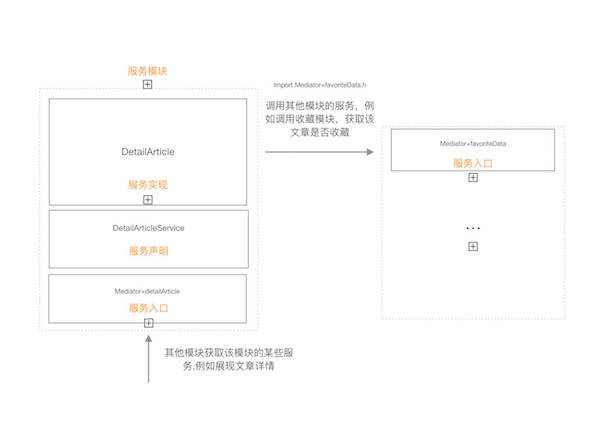 服务模块
Import Mediator+favoriteData.h
调用其他模块的服务，例
如调用收藏模块，获取该
文章是否收藏
DetailArticle
服务实现
DetailArticleService
服务声明
Mediator+detailArticle
服务入口
其他模块获取该模块的某些服
务,例如展现文章详情
Mediator+favoriteData
服务入口
...